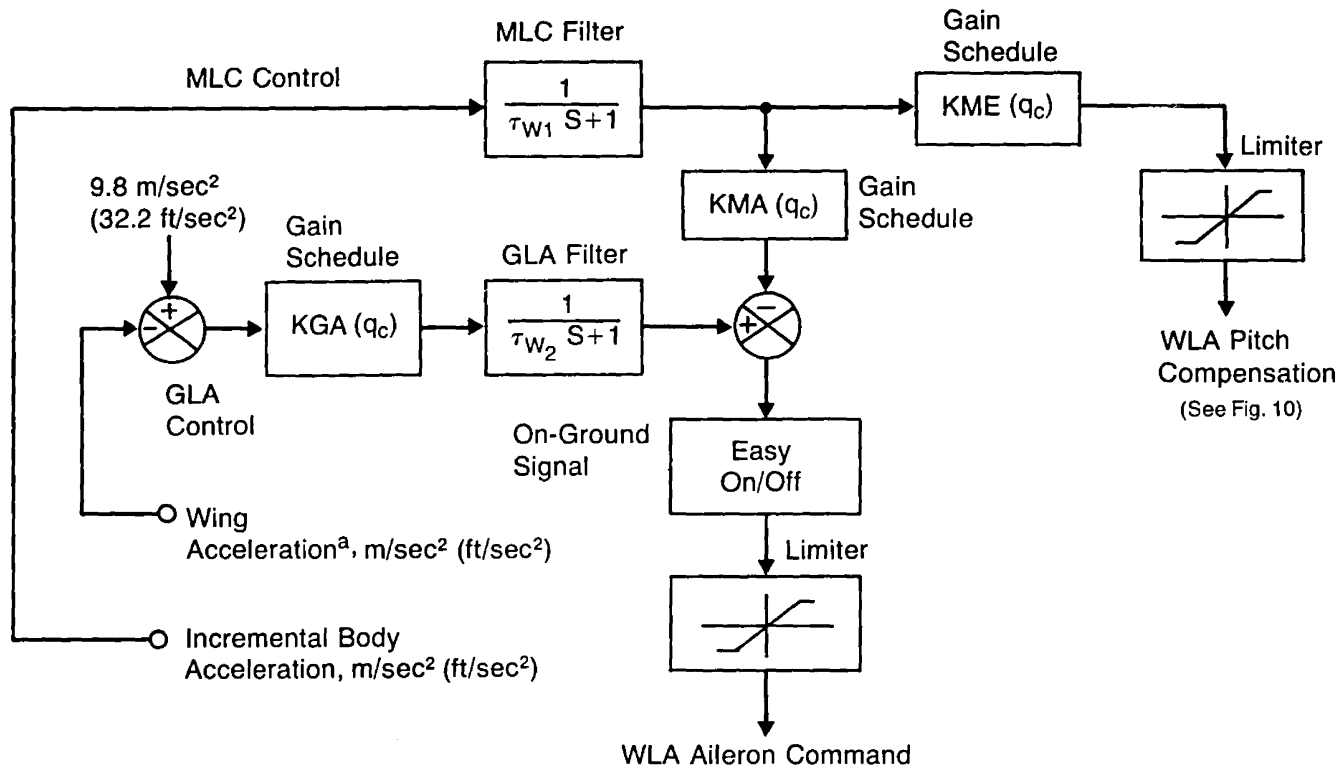 MLC Control
MLC Filter
1
τW1 S+1
Gain
Schedule
KME (qc)
Limiter
WLA Pitch
Compensation
(See Fig. 10)
KMA (qc)
Gain
Schedule
9.8 m/sec²
(32.2 ft/sec²)
+
-
GLA
Control
Gain
Schedule
KGA (qc)
GLA Filter
1
τW2 S+1
+
−
On-Ground
Signal
Easy
On/Off
Limiter
Wing
Accelerationᵃ, m/sec² (ft/sec²)
Incremental Body
Acceleration, m/sec² (ft/sec²)
WLA Aileron Command